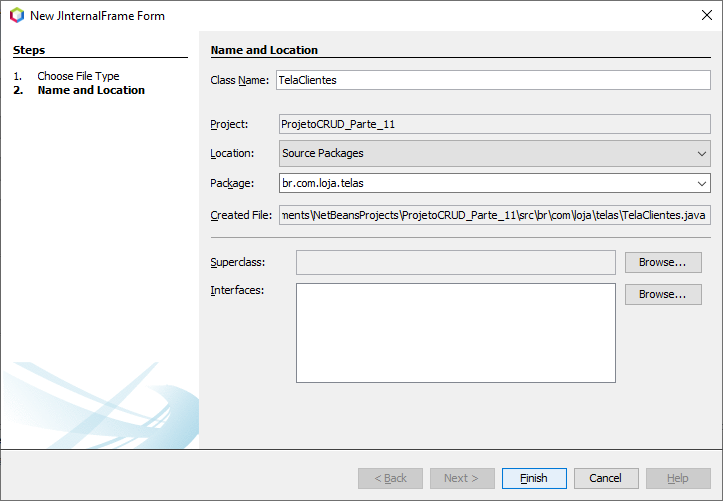 New JInternalFrame Form
Steps
1. Choose File Type
2. Name and Location
Name and Location
Class Name: TelaClientes
Project: ProjetoCRUD_Parte_11
Location: Source Packages
Package: br.com.loja.telas
Created File: ments\NetBeansProjects\ProjetoCRUD_Parte_11\src\br\com\loja\telas\TelaClientes.java
Superclass: Browse...
Interfaces: Browse...
< Back Next > Finish Cancel Help